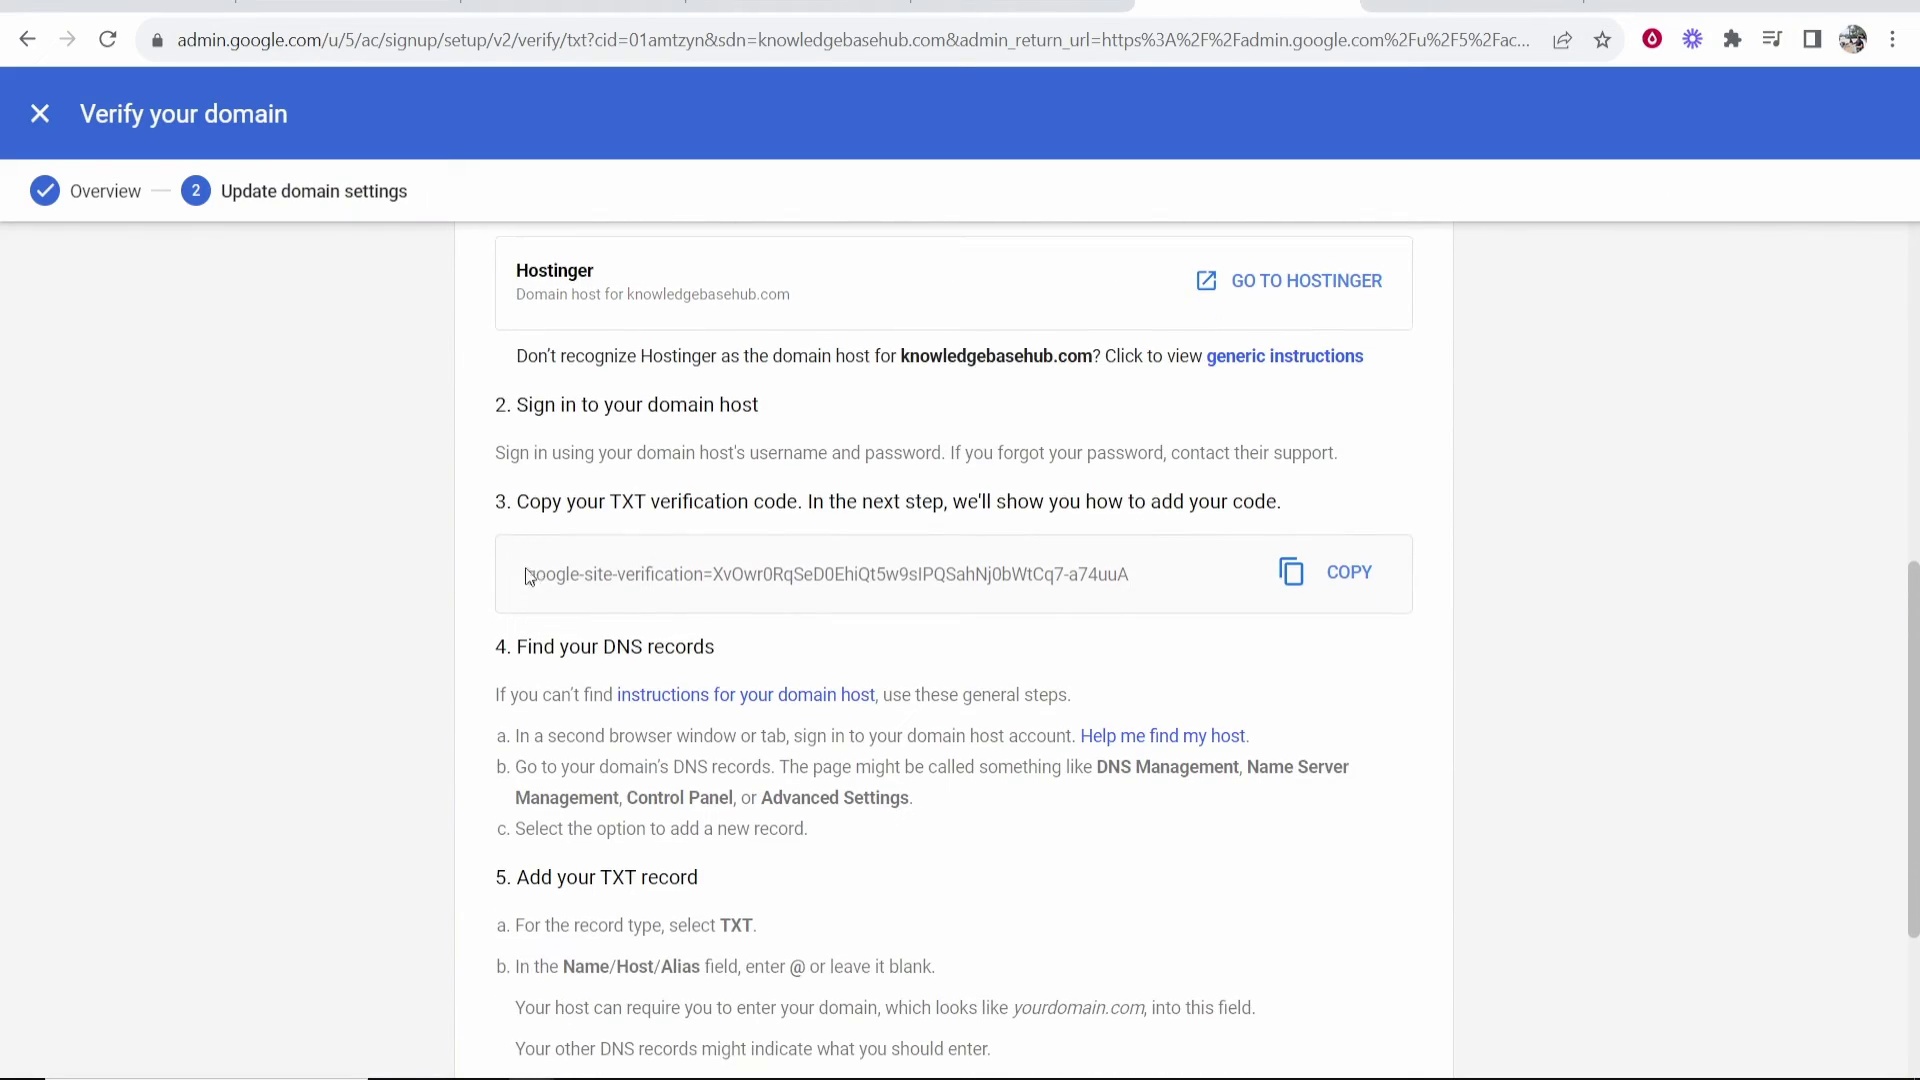 admin.google.com/u/5/ac/signup/setup/v2/verify/txt?cid=01amtzyn&sdn=knowledgebasehub.com&admin_return_url=https%3A%2F%2Fadmin.google.com%2Fu%2F5%2Fac...
Verify your domain
Overview 2 Update domain settings
Hostinger
Domain host for knowledgebasehub.com
GO TO HOSTINGER
Don't recognize Hostinger as the domain host for knowledgebasehub.com? Click to view generic instructions
2. Sign in to your domain host
Sign in using your domain host's username and password. If you forgot your password, contact their support.
3. Copy your TXT verification code. In the next step, we'll show you how to add your code.
google-site-verification=XvOwr0RqSeD0EhiQt5w9sIPQSahNj0bWtCq7-a74uuA
COPY
4. Find your DNS records
If you can't find instructions for your domain host, use these general steps.
a. In a second browser window or tab, sign in to your domain host account. Help me find my host.
b. Go to your domain's DNS records. The page might be called something like DNS Management, Name Server
Management, Control Panel, or Advanced Settings.
c. Select the option to add a new record.
5. Add your TXT record
a. For the record type, select TXT.
b. In the Name/Host/Alias field, enter @ or leave it blank.
Your host can require you to enter your domain, which looks like yourdomain.com, into this field.
Your other DNS records might indicate what you should enter.